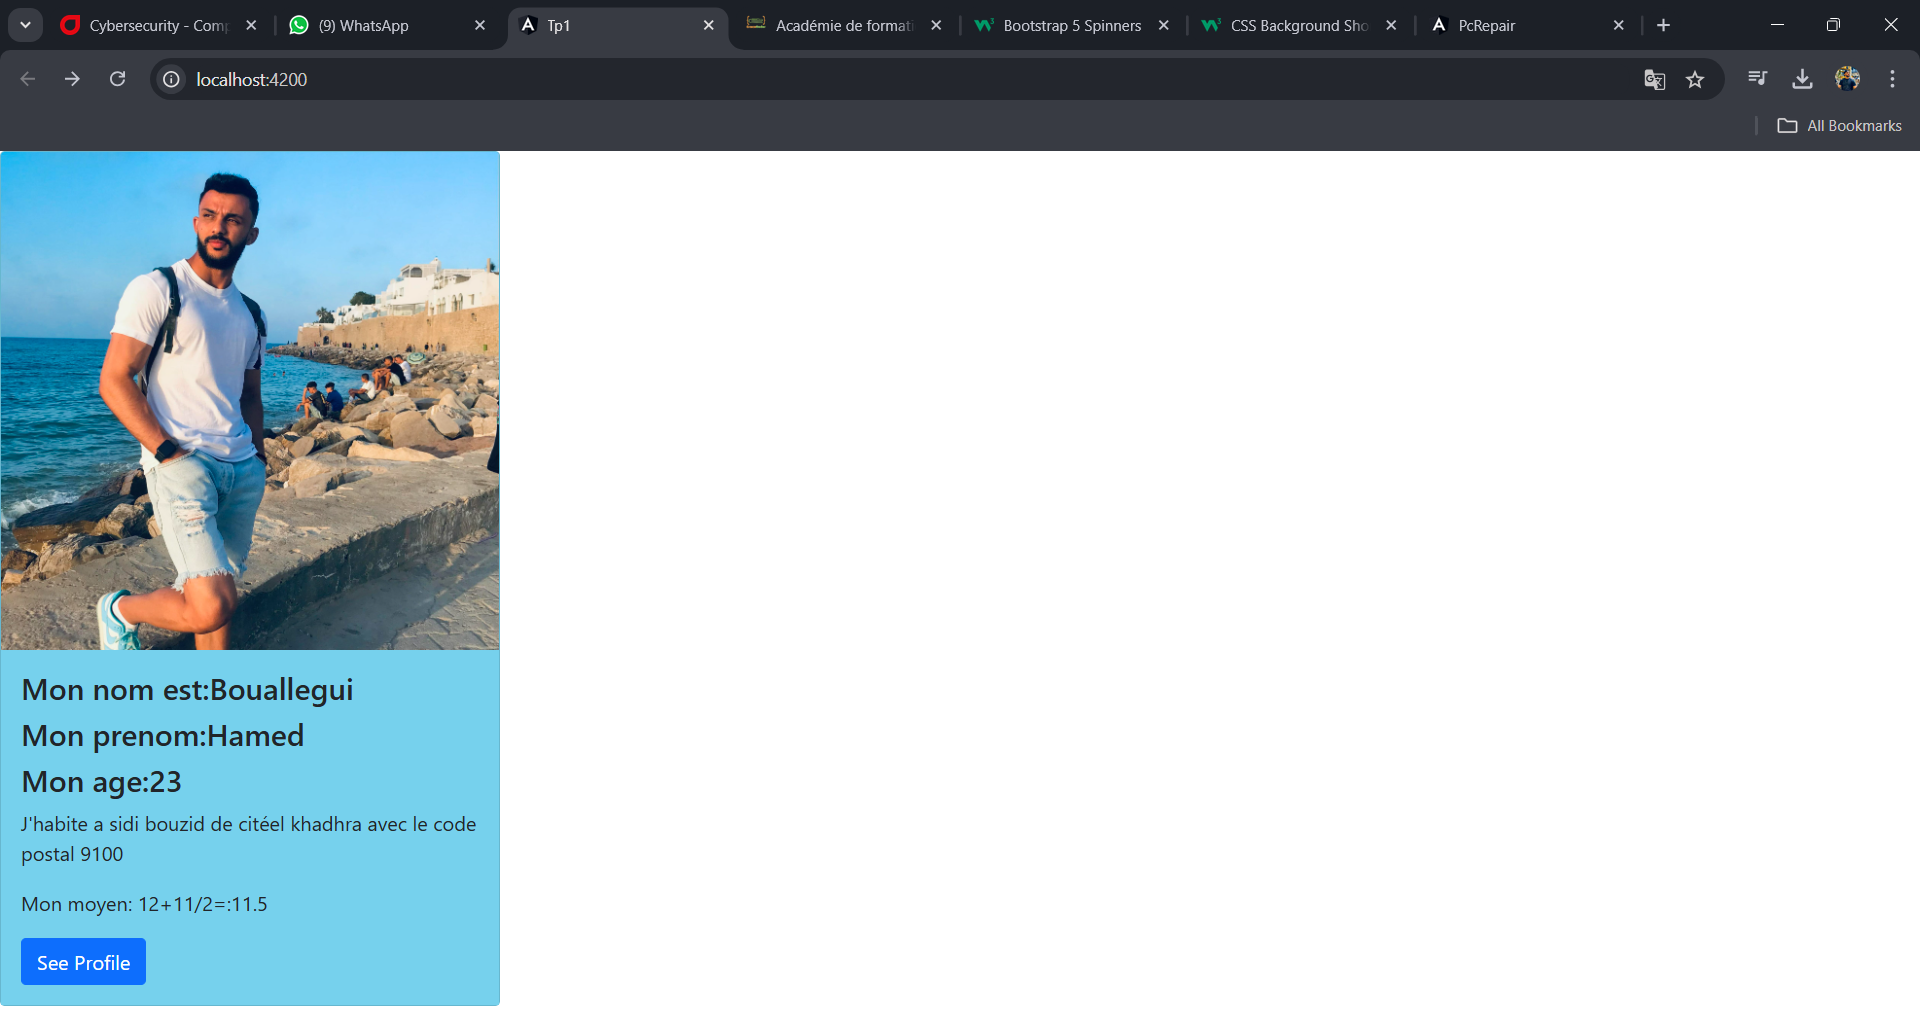 Cybersecurity - Comp
(9) WhatsApp
Tp1
Académie de formati
Bootstrap 5 Spinners
CSS Background Sho
PcRepair
localhost:4200
All Bookmarks
Mon nom est:Bouallegui
Mon prenom:Hamed
Mon age:23
J'habite a sidi bouzid de citéel khadhra avec le code
postal 9100
Mon moyen: 12+11/2=:11.5
See Profile